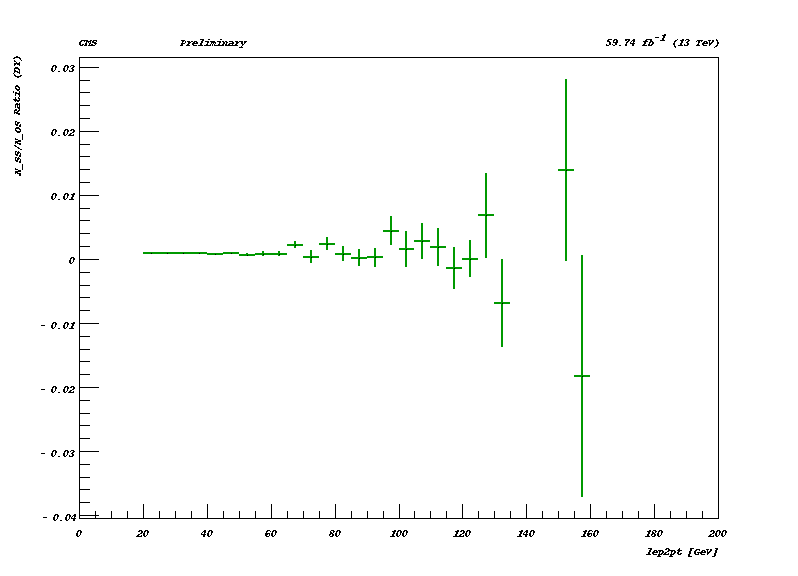 CMS Preliminary 59.74 fb⁻¹ (13 TeV)
N_SS/N_OS Ratio (DY)
0.03
0.02
0.01
0
- 0.01
- 0.02
- 0.03
- 0.04
0 20 40 60 80 100 120 140 160 180 200
lep2pt [GeV]